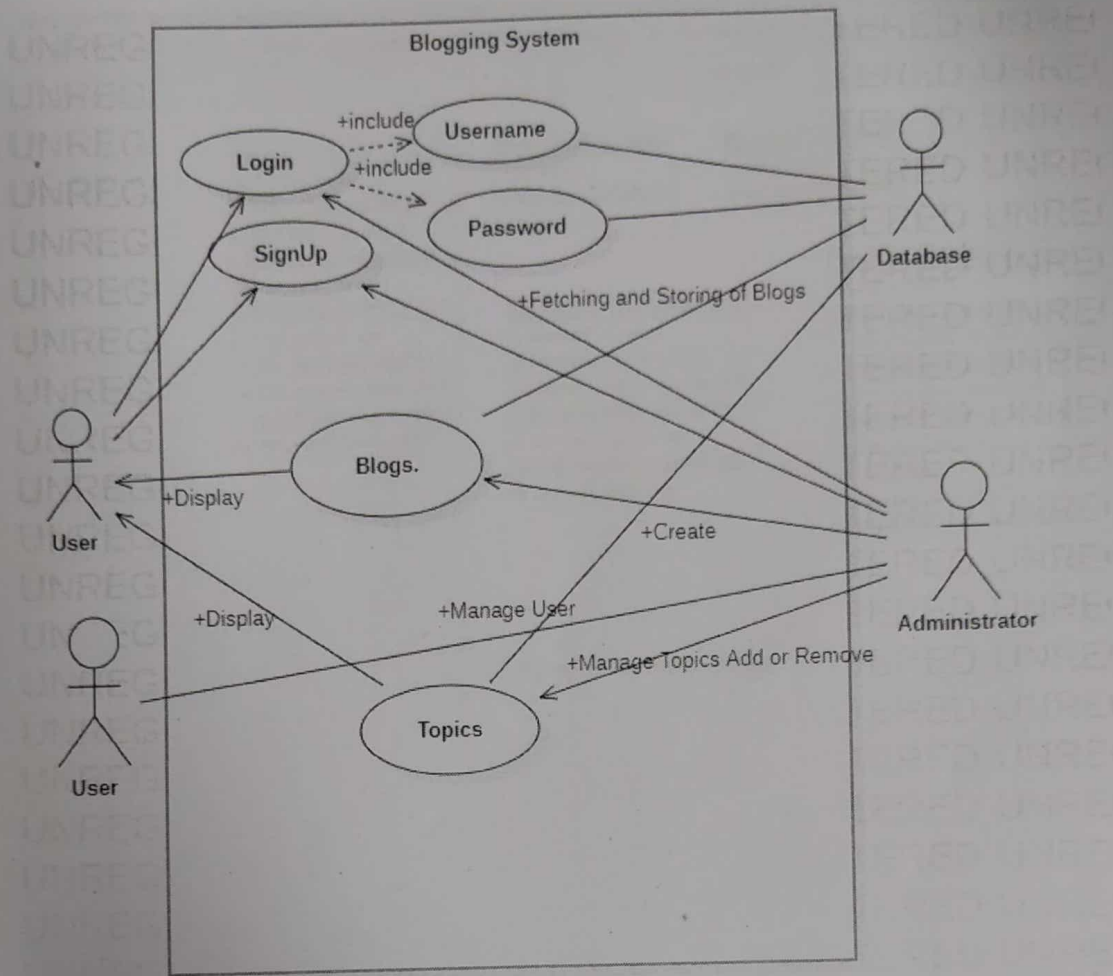 Blogging System
+include
Username
Login
+include
Password
SignUp
Database
+Fetching and Storing of Blogs
Blogs.
+Display
User
+Create
+Display
+Manage User
Administrator
+Manage Topics Add or Remove
Topics
User